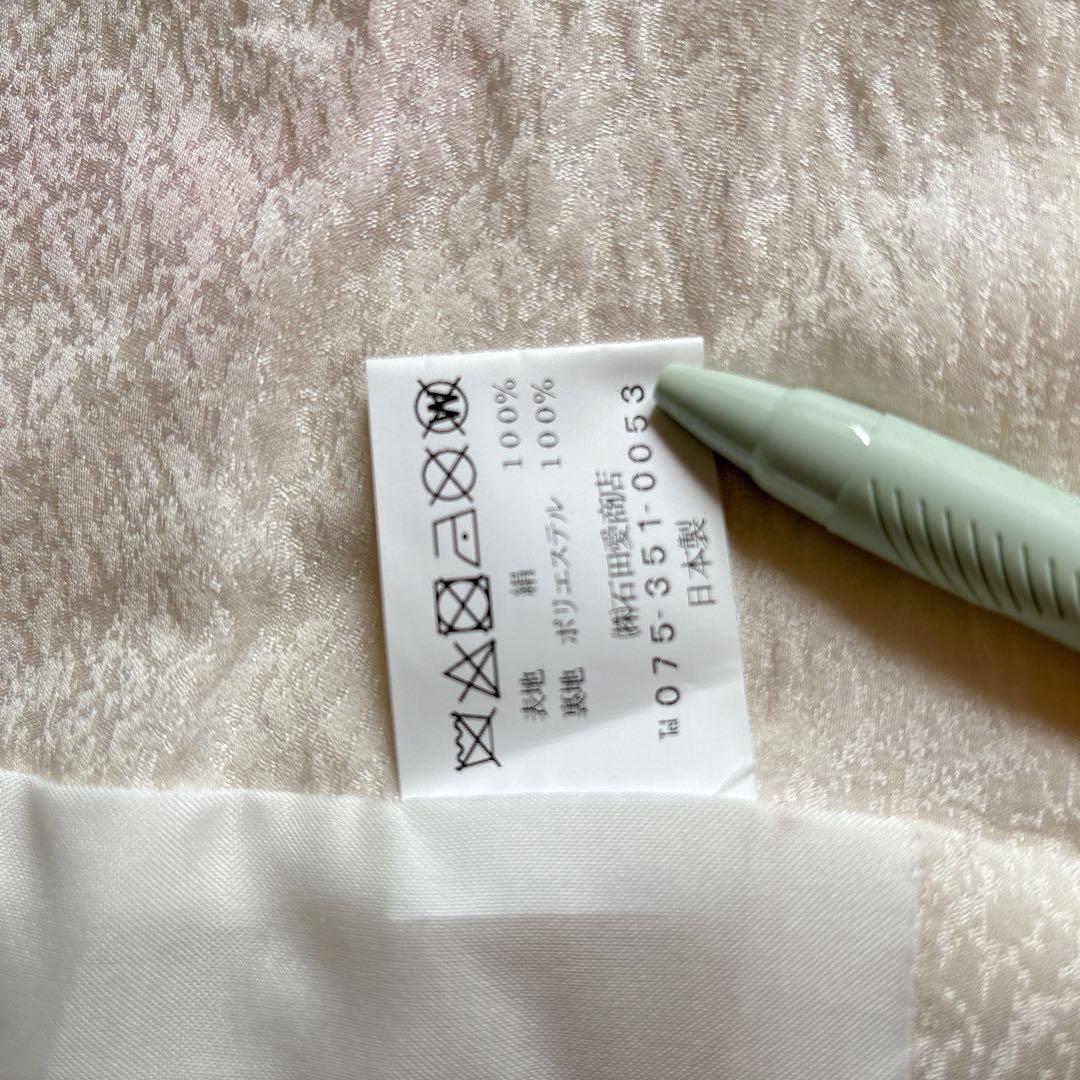 表地 絹 100%
裏地 ポリエステル 100%
㈱石田愛商店
℡075-351-0053
日本製